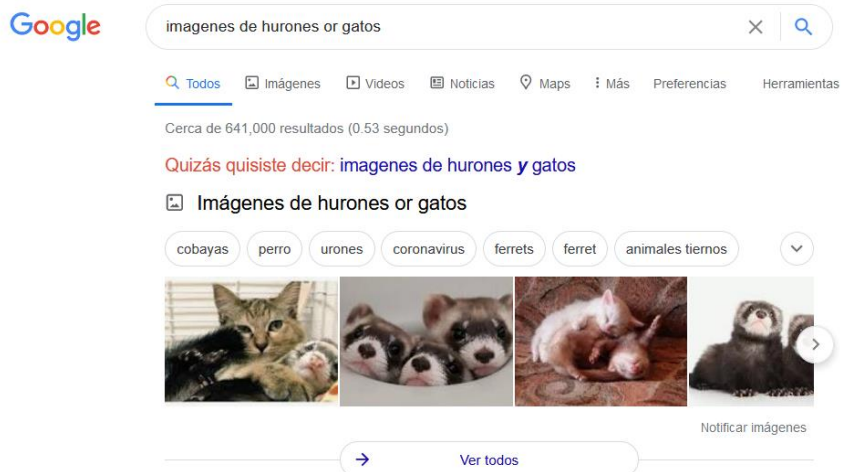 Google
imagenes de hurones or gatos
Todos Imágenes Videos Noticias Maps Más Preferencias Herramientas
Cerca de 641,000 resultados (0.53 segundos)
Quizás quisiste decir: imagenes de hurones y gatos
Imágenes de hurones or gatos
cobayas perro urones coronavirus ferrets ferret animales tiernos
Notificar imágenes
Ver todos